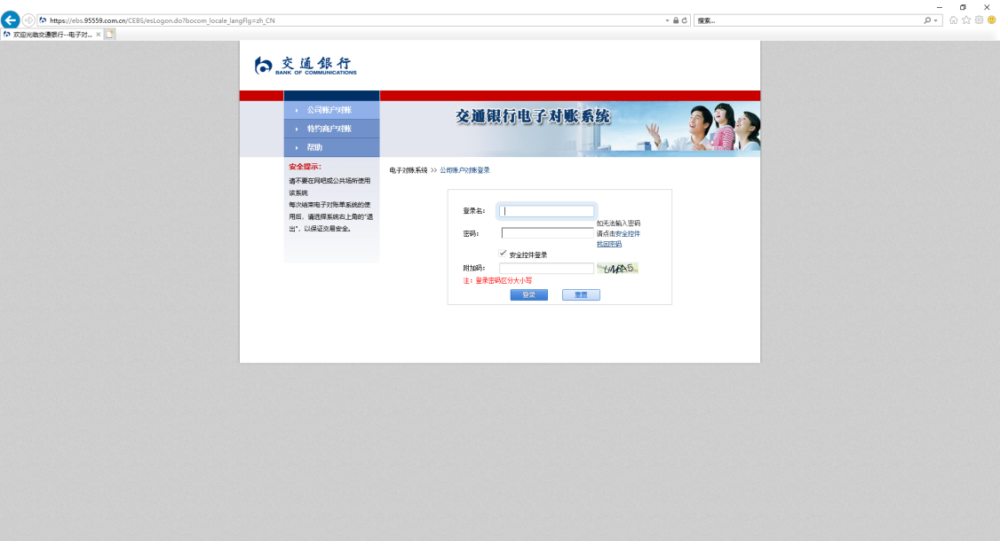 https://ebs.95559.com.cn/CEBS/esLogon.do?bocom_locale_langFlg=zh_CN
搜索...
欢迎光临交通银行--电子对...
交通銀行
BANK OF COMMUNICATIONS
公司账户对账
特约商户对账
帮助
交通银行电子对账系统
安全提示:
请不要在网吧或公共场所使用
该系统
每次结束电子对账单系统的使
用后，请选择系统右上角的"退
出"，以保证交易安全。
电子对账系统 >> 公司账户对账登录
登录名:
密码:
如无法输入密码
请点击安全控件
找回密码
安全控件登录
附加码:
注: 登录密码区分大小写
登录
重置